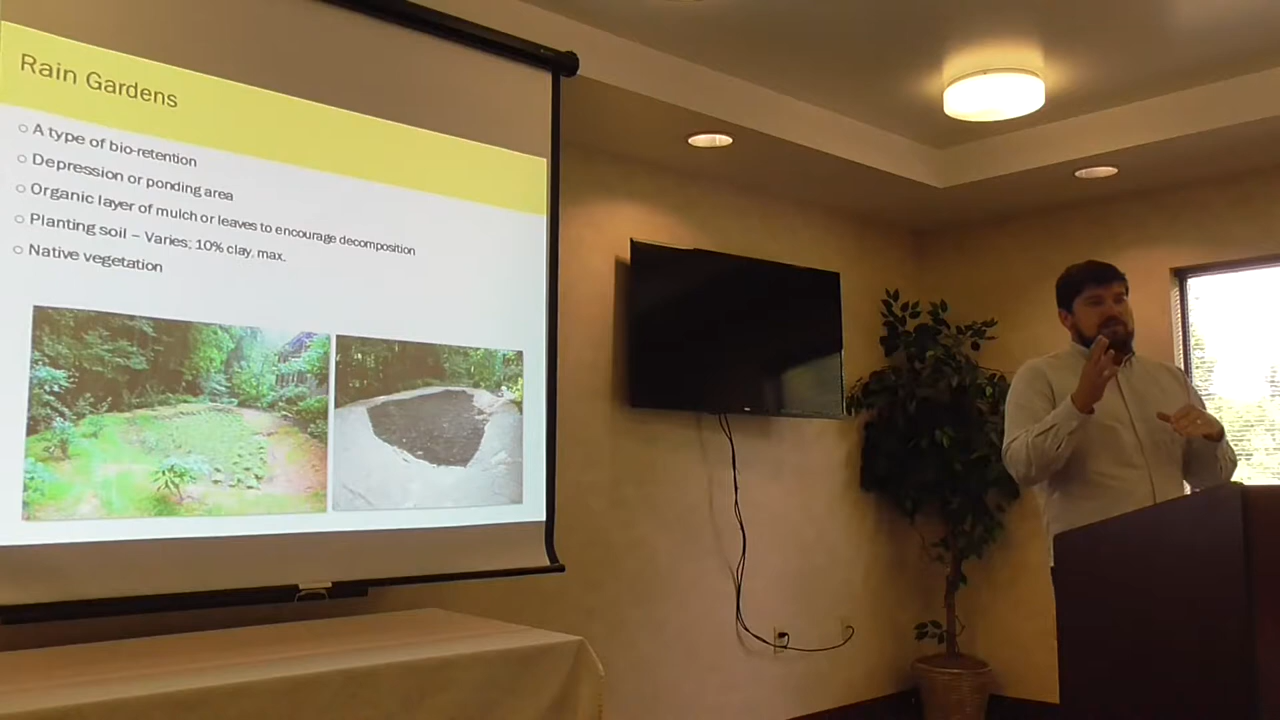 Rain Gardens
A type of bio-retention
Depression or ponding area
Organic layer of mulch or leaves to encourage decomposition
Planting soil – Varies; 10% clay, max.
Native vegetation